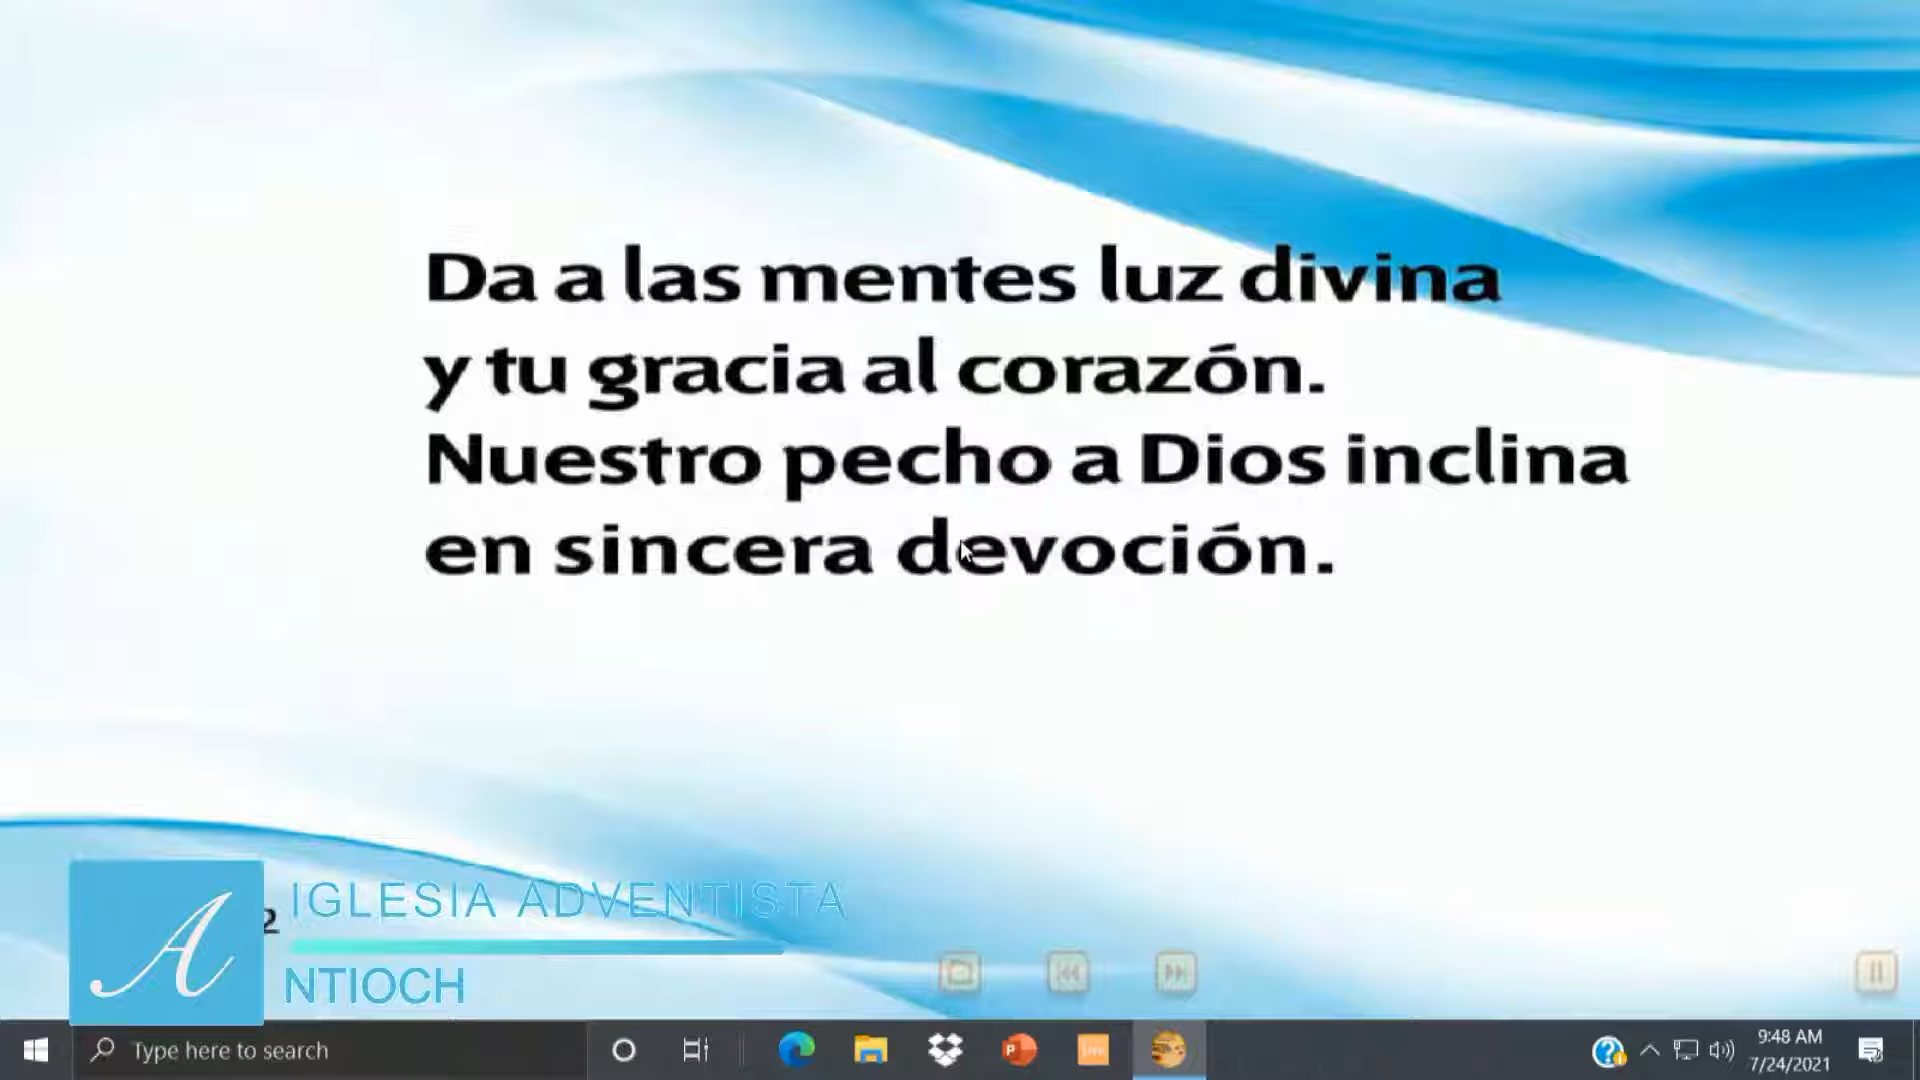 Da a las mentes luz divina
y tu gracia al corazón.
Nuestro pecho a Dios inclina
en sincera devoción.
2
IGLESIA ADVENTISTA
A
NTIOCH
Type here to search
9:48 AM
7/24/2021